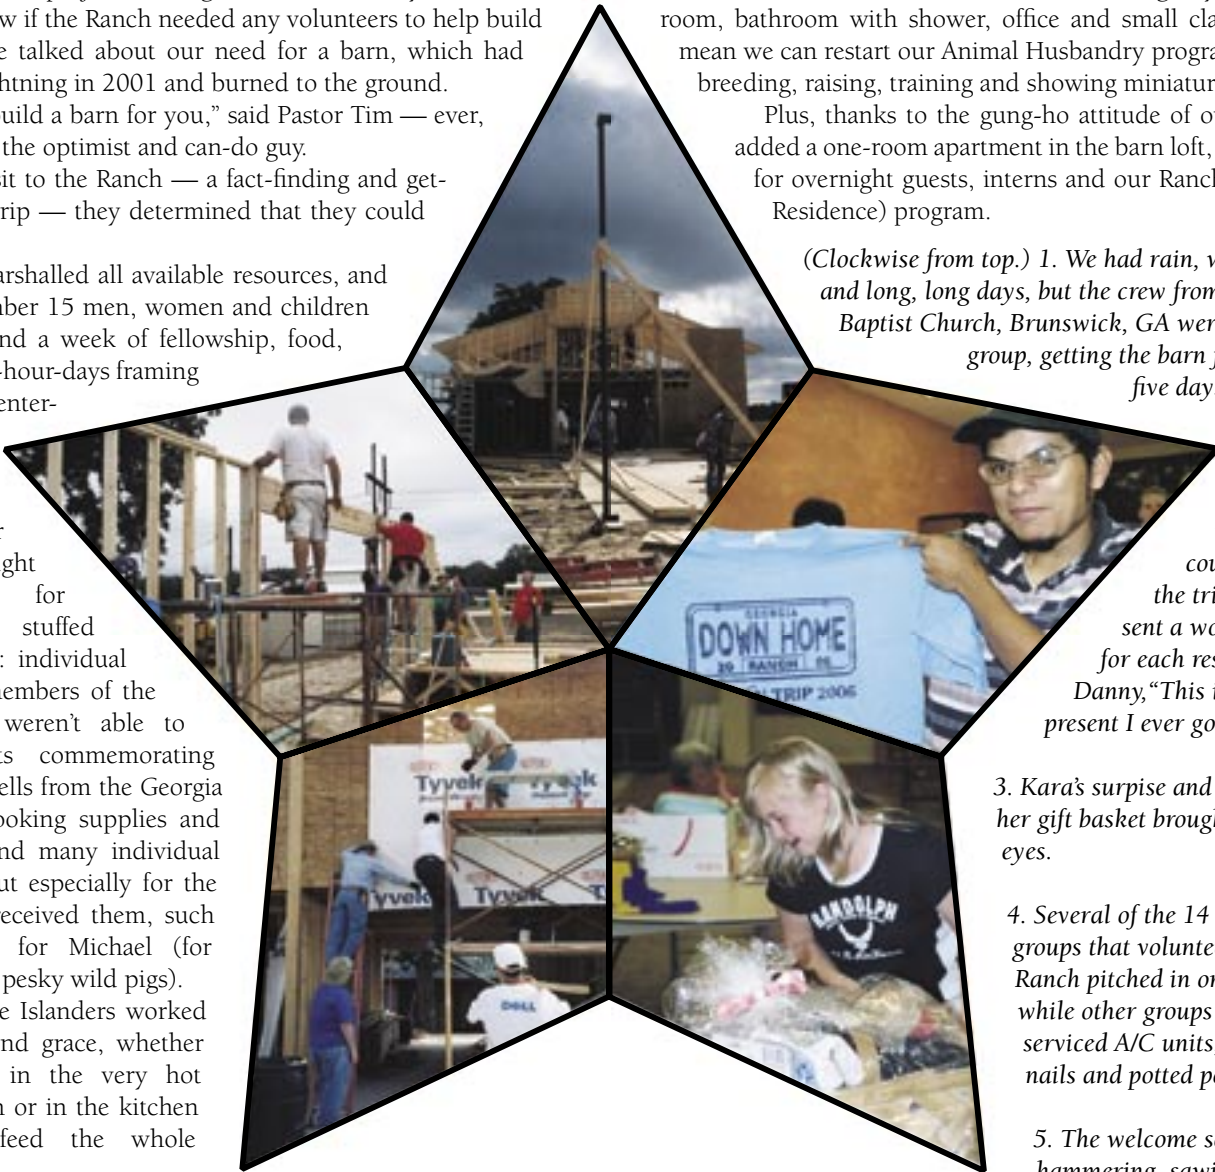 w if the Ranch needed any volunteers to help build
e talked about our need for a barn, which had
htning in 2001 and burned to the ground.
uild a barn for you,” said Pastor Tim — ever,
the optimist and can-do guy.
sit to the Ranch — a fact-finding and get-
rip — they determined that they could
arshalled all available resources, and
mber 15 men, women and children
nd a week of fellowship, food,
-hour-days framing
enter-
r
ght
for
stuffed
: individual
members of the
weren’t able to
ts commemorating
ells from the Georgia
ooking supplies and
nd many individual
ut especially for the
received them, such
for Michael (for
pesky wild pigs).
e Islanders worked
nd grace, whether
in the very hot
n or in the kitchen
feed the whole
room, bathroom with shower, office and small cla
mean we can restart our Animal Husbandry progra
breeding, raising, training and showing miniatur
Plus, thanks to the gung-ho attitude of o
added a one-room apartment in the barn loft,
for overnight guests, interns and our Ranch
Residence) program.
(Clockwise from top.) 1. We had rain, w
and long, long days, but the crew from
Baptist Church, Brunswick, GA wer
group, getting the barn f
five day
cou
the tri
sent a wo
for each res
Danny,“This i
present I ever go
3. Kara’s surpise and
her gift basket brough
eyes.
4. Several of the 14
groups that volunte
Ranch pitched in or
while other groups
serviced A/C units,
nails and potted p
5. The welcome s
hammering, sawi
GEORGIA
DOWN HOME
RANCH
N TRIP 2006
Tyvek
Tyvek
Tyvek
Tyvek
DELL
RANDOLPH